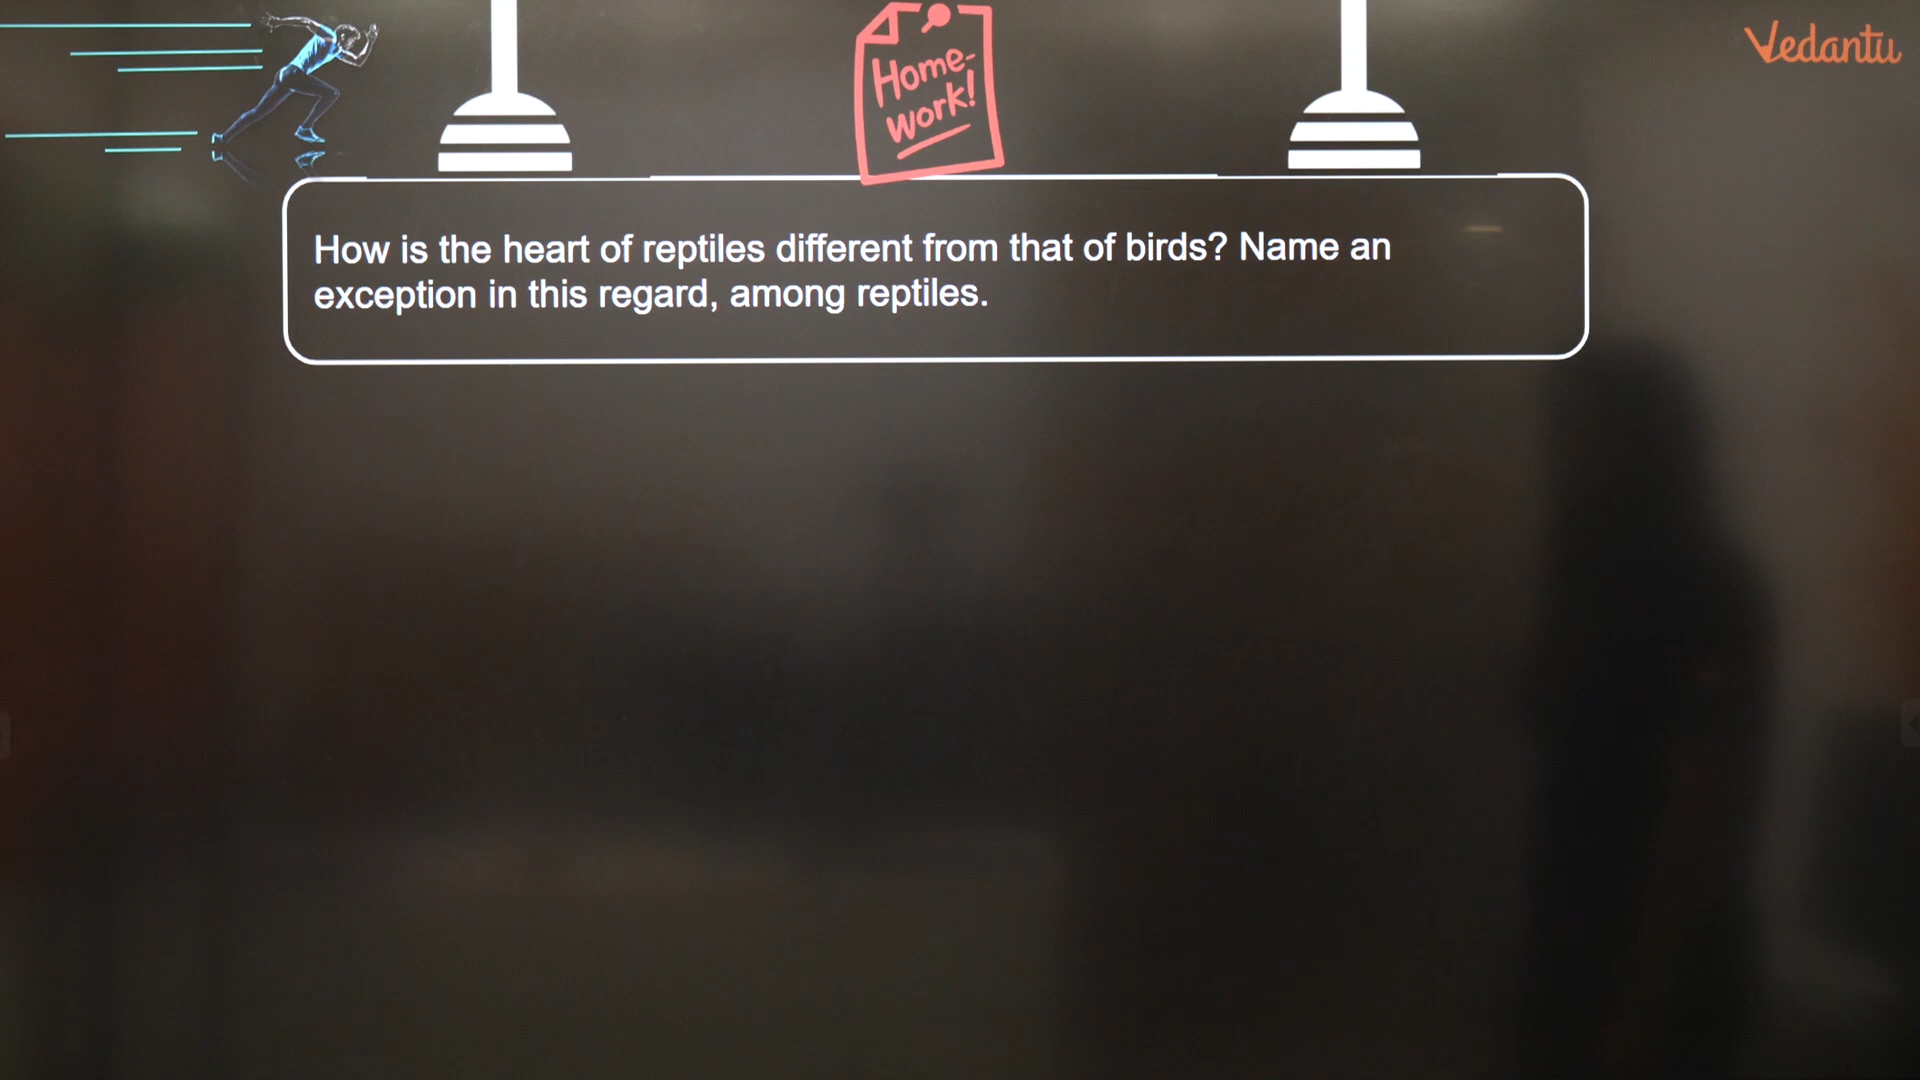 Home-
work!
Vedantu
How is the heart of reptiles different from that of birds? Name an
exception in this regard, among reptiles.